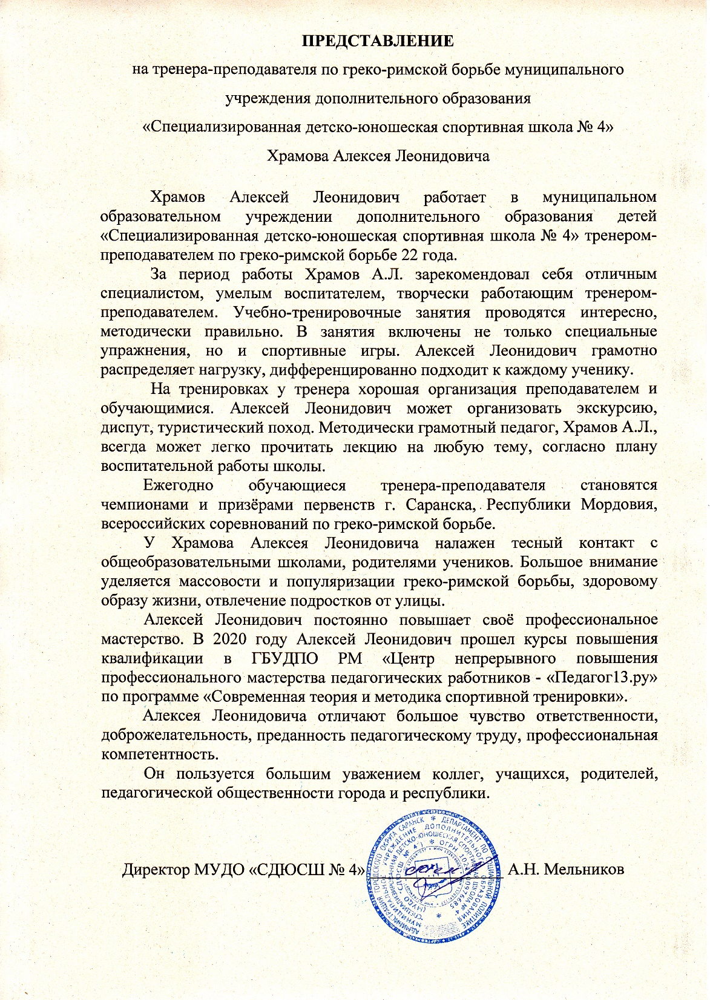 ПРЕДСТАВЛЕНИЕ
на тренера-преподавателя по греко-римской борьбе муниципального
учреждения дополнительного образования
«Специализированная детско-юношеская спортивная школа № 4»
Храмова Алексея Леонидовича
Храмов Алексей Леонидович работает в муниципальном
образовательном учреждении дополнительного образования детей
«Специализированная детско-юношеская спортивная школа № 4» тренером-
преподавателем по греко-римской борьбе 22 года.
За период работы Храмов А.Л. зарекомендовал себя отличным
специалистом, умелым воспитателем, творчески работающим тренером-
преподавателем. Учебно-тренировочные занятия проводятся интересно,
методически правильно. В занятия включены не только специальные
упражнения, но и спортивные игры. Алексей Леонидович грамотно
распределяет нагрузку, дифференцированно подходит к каждому ученику.
На тренировках у тренера хорошая организация преподавателем и
обучающимися. Алексей Леонидович может организовать экскурсию,
диспут, туристический поход. Методически грамотный педагог, Храмов А.Л.,
всегда может легко прочитать лекцию на любую тему, согласно плану
воспитательной работы школы.
Ежегодно обучающиеся тренера-преподавателя становятся
чемпионами и призёрами первенств г. Саранска, Республики Мордовия,
всероссийских соревнований по греко-римской борьбе.
У Храмова Алексея Леонидовича налажен тесный контакт с
общеобразовательными школами, родителями учеников. Большое внимание
уделяется массовости и популяризации греко-римской борьбы, здоровому
образу жизни, отвлечение подростков от улицы.
Алексей Леонидович постоянно повышает своё профессиональное
мастерство. В 2020 году Алексей Леонидович прошел курсы повышения
квалификации в ГБУДПО РМ «Центр непрерывного повышения
профессионального мастерства педагогических работников - «Педагог13.ру»
по программе «Современная теория и методика спортивной тренировки».
Алексея Леонидовича отличают большое чувство ответственности,
доброжелательность, преданность педагогическому труду, профессиональная
компетентность.
Он пользуется большим уважением коллег, учащихся, родителей,
педагогической общественности города и республики.
Директор МУДО «СДЮСШ № 4» А.Н. Мельников